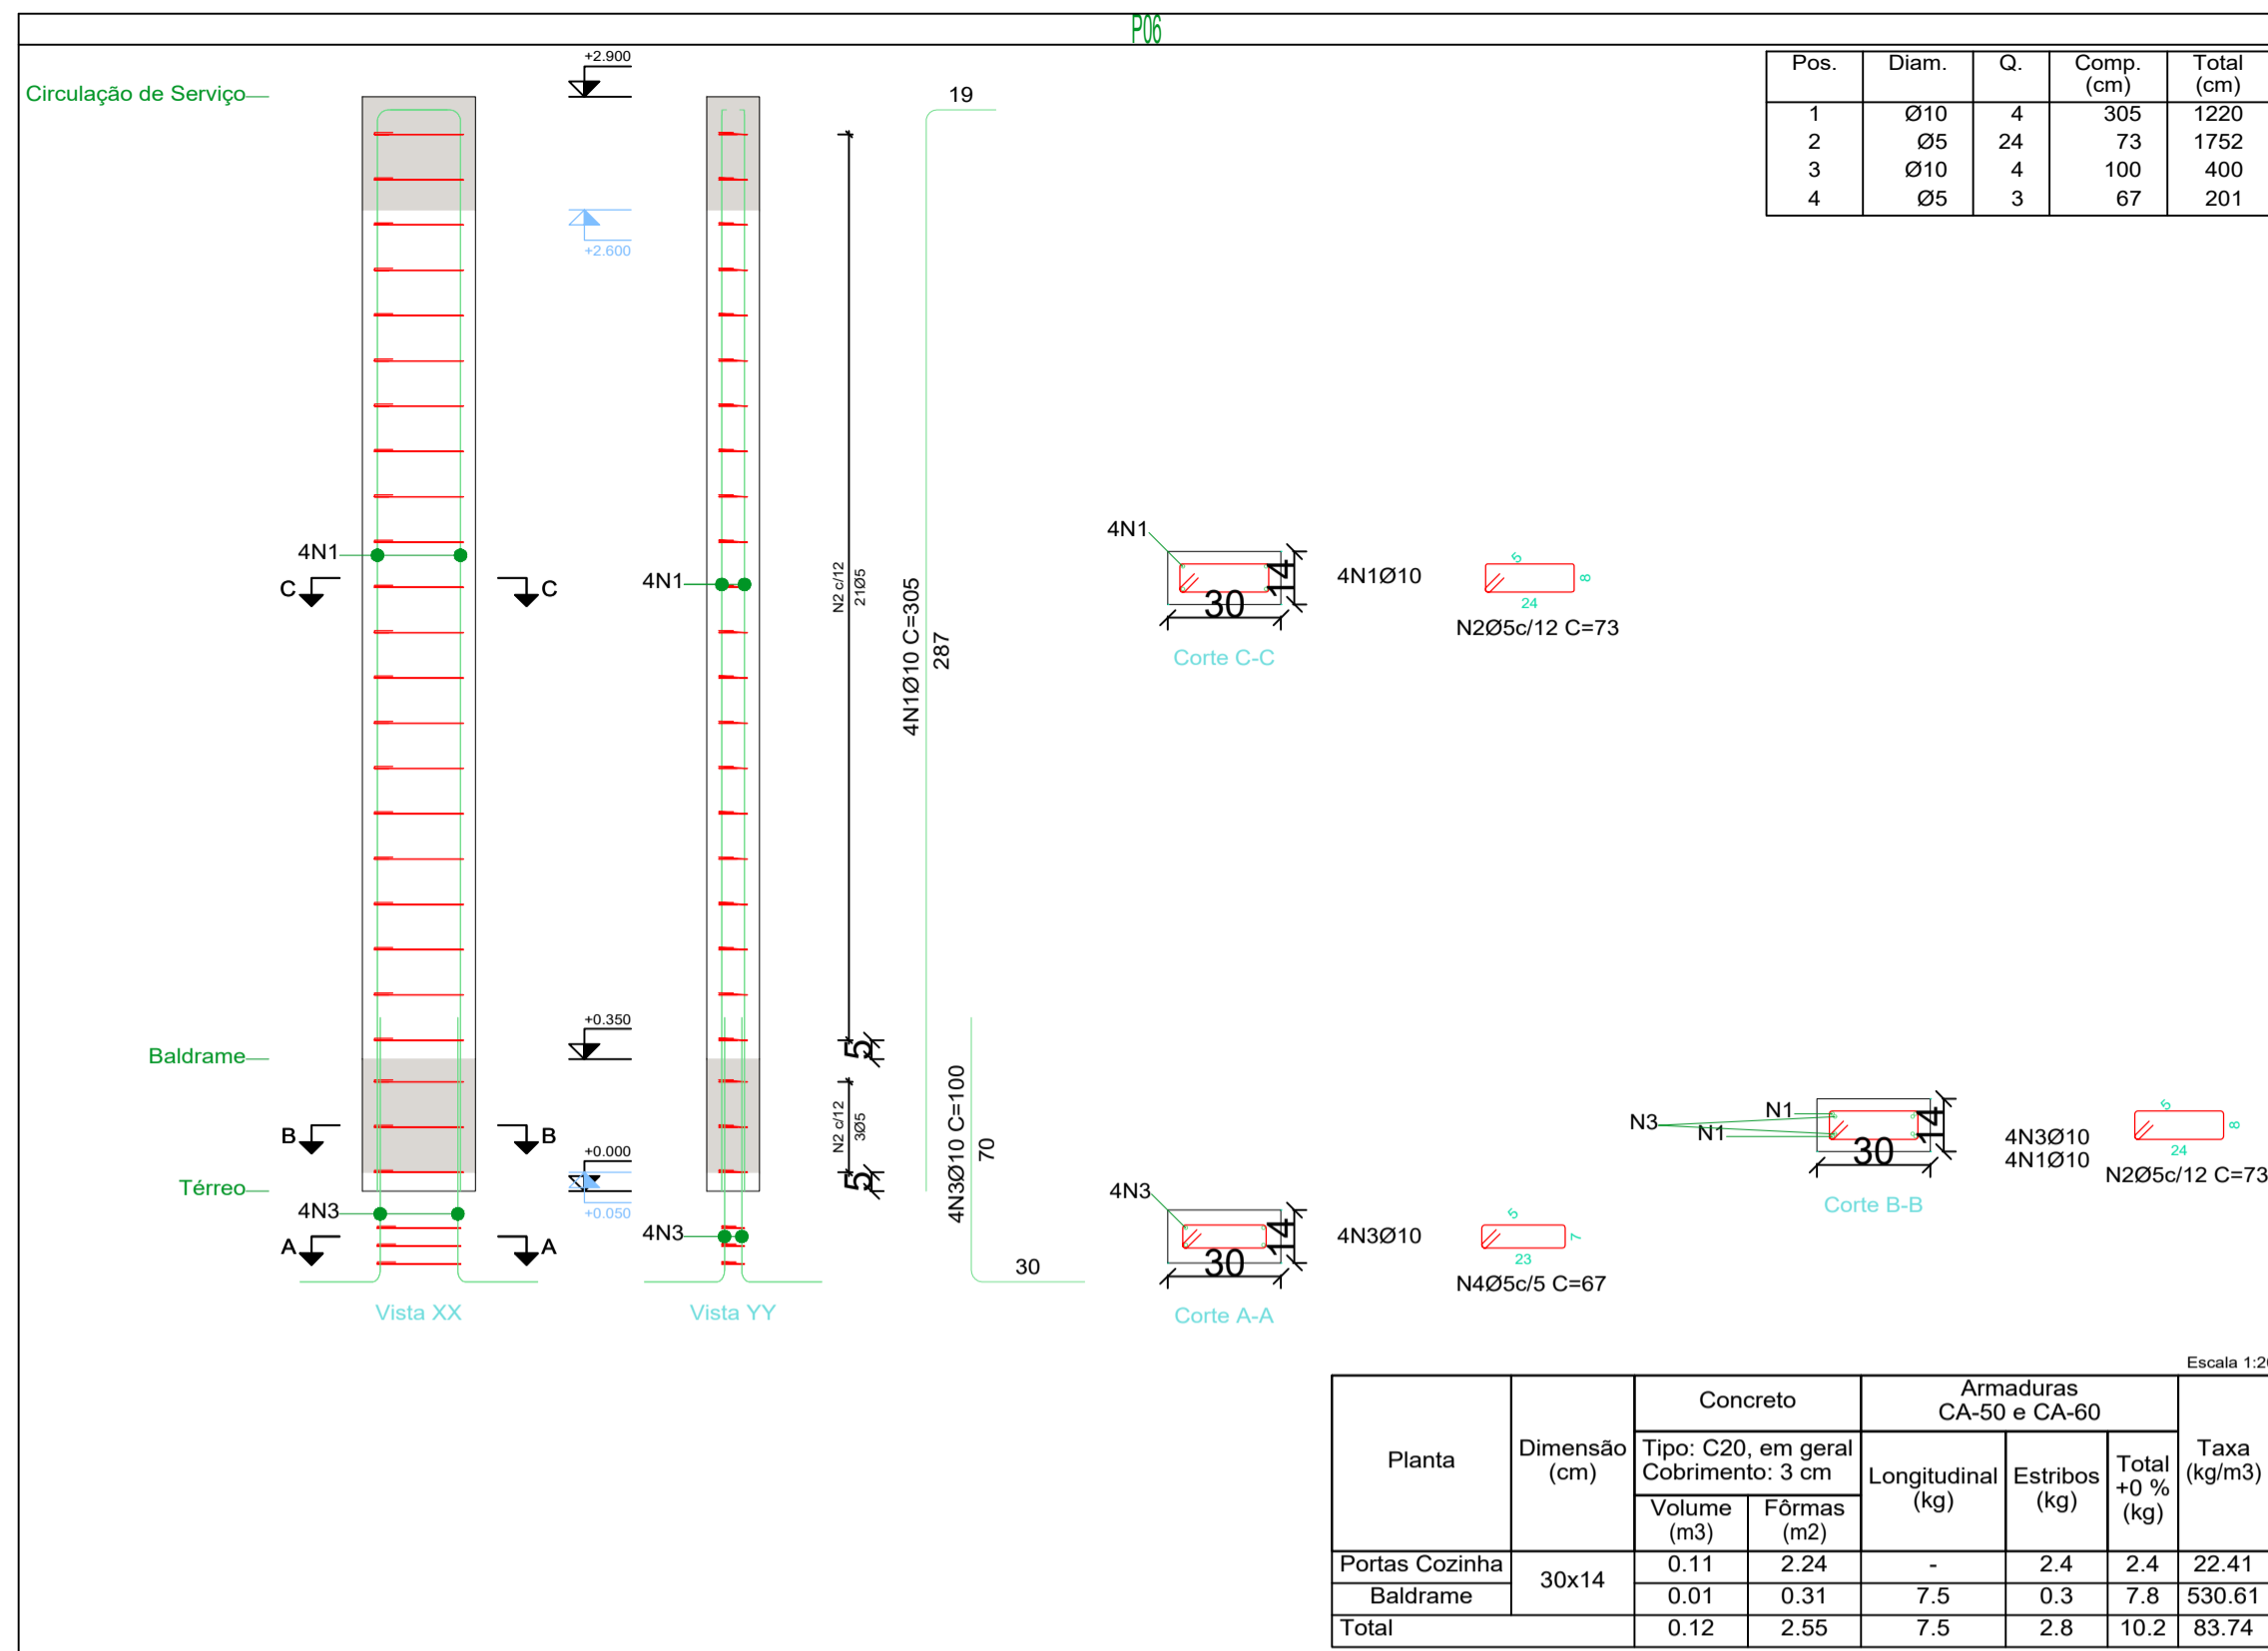 P06
Circulação de Serviço
+2.900
+2.600
19
Pos. Diam. Q. Comp. (cm) Total (cm)
1 Ø10 4 305 1220
2 Ø5 24 73 1752
3 Ø10 4 100 400
4 Ø5 3 67 201
4N1
C C
4N1
N2 c/12
21Ø5
4N1Ø10 C=305
287
4N1
14
30
4N1Ø10
Corte C-C
5
8
24
N2Ø5c/12 C=73
Baldrame
+0.350
5
B B
N2 c/12
3Ø5
Térreo
+0.000
+0.050
5
4N3
A A
4N3
4N3Ø10 C=100
70
30
Vista XX
Vista YY
4N3
14
30
4N3Ø10
Corte A-A
5
7
23
N4Ø5c/5 C=67
N3
N1
N1
14
30
4N3Ø10
4N1Ø10
Corte B-B
5
8
24
N2Ø5c/12 C=73
Escala 1:20
Planta
Dimensão
(cm)
Concreto
Tipo: C20, em geral
Cobrimento: 3 cm
Volume
(m3)
Fôrmas
(m2)
Armaduras
CA-50 e CA-60
Longitudinal
(kg)
Estribos
(kg)
Total
+0 %
(kg)
Taxa
(kg/m3)
Portas Cozinha 30x14 0.11 2.24 - 2.4 2.4 22.41
Baldrame 0.01 0.31 7.5 0.3 7.8 530.61
Total 0.12 2.55 7.5 2.8 10.2 83.74